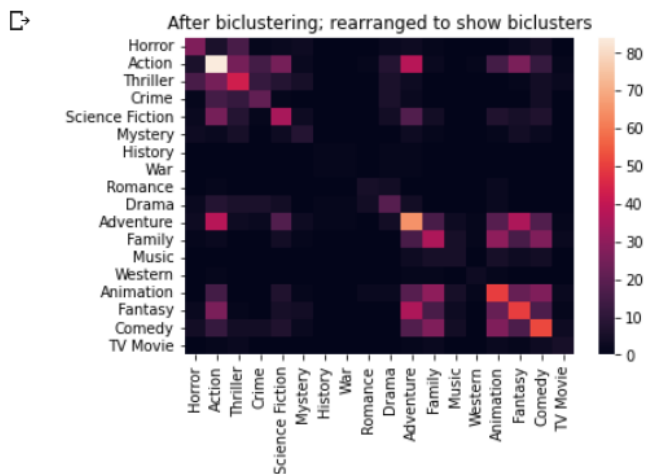 After biclustering; rearranged to show biclusters
Horror
Action
Thriller
Crime
Science Fiction
Mystery
History
War
Romance
Drama
Adventure
Family
Music
Western
Animation
Fantasy
Comedy
TV Movie
80
70
60
50
40
30
20
10
0
Horror
Action
Thriller
Crime
Science Fiction
Mystery
History
War
Romance
Drama
Adventure
Family
Music
Western
Animation
Fantasy
Comedy
TV Movie